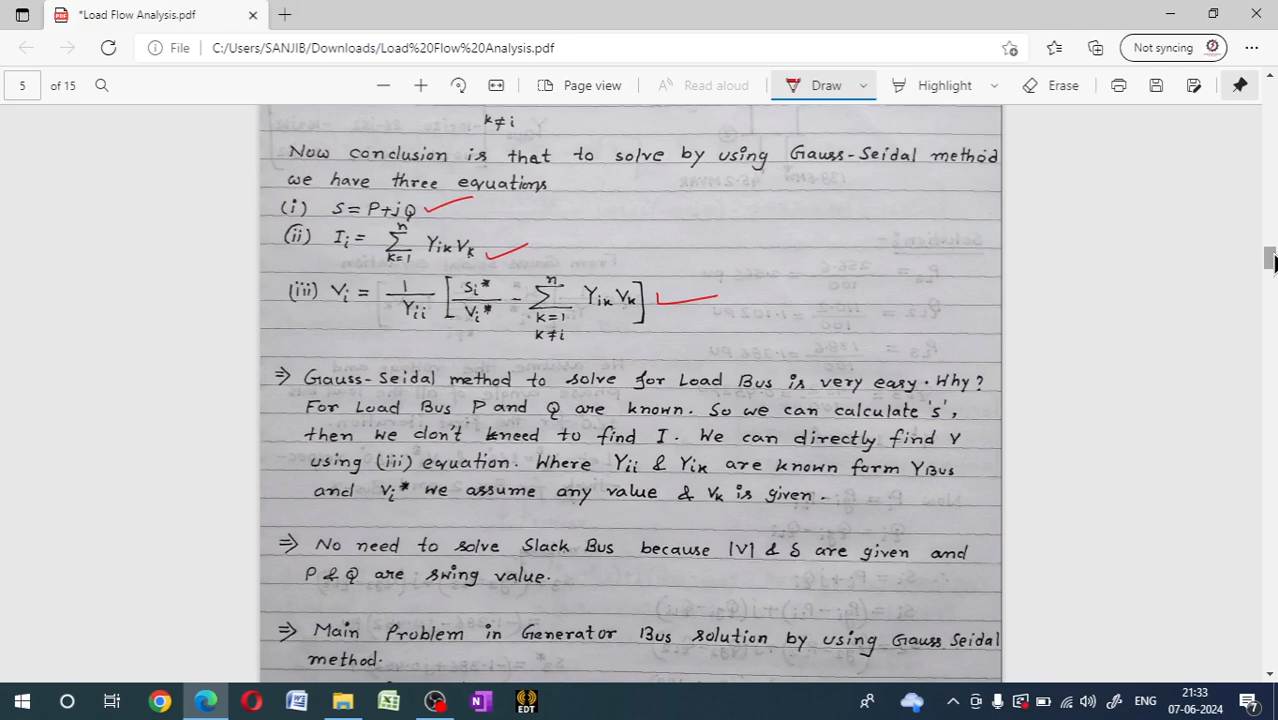 *Load Flow Analysis.pdf
File C:/Users/SANJIB/Downloads/Load%20Flow%20Analysis.pdf Not syncing
5 of 15 Page view Read aloud Draw Highlight Erase
k≠i
Now conclusion is that to solve by using Gauss-Seidal method
we have three equations
(i) S = P+jQ
(ii) Ii = n∑k=1 Yik Vk
(iii) Vi = 1/Yii [ Si*/Vi* - n∑k=1 k≠i Yik Vk ]
⇒ Gauss-Seidal method to solve for Load Bus is very easy. Why?
For Load Bus P and Q are known. So we can calculate 's',
then we don't kneed to find I. We can directly find V
using (iii) equation. Where Yii & Yik are known form YBus
and Vi* we assume any value & Vk is given.
⇒ No need to solve Slack Bus because |V| & δ are given and
P & Q are swing value.
⇒ Main Problem in Generator Bus solution by using Gauss Seidal
method.
EDT
ENG
21:33
07-06-2024
7